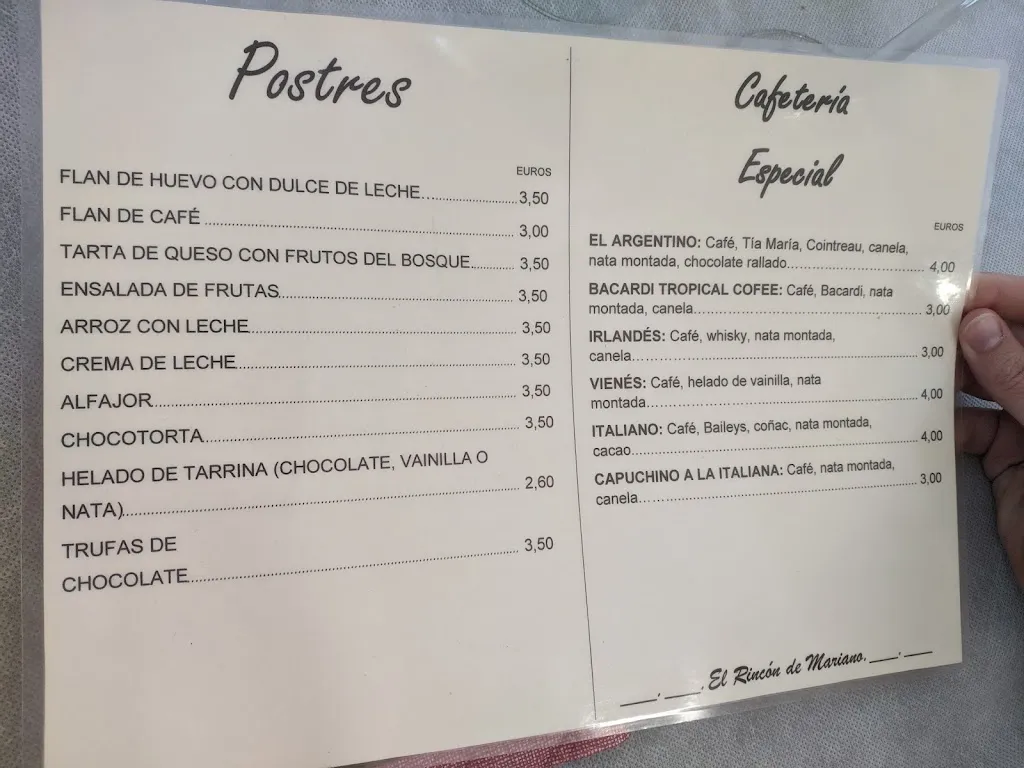 Postres
EUROS
FLAN DE HUEVO CON DULCE DE LECHE 3,50
FLAN DE CAFÉ 3,00
TARTA DE QUESO CON FRUTOS DEL BOSQUE 3,50
ENSALADA DE FRUTAS 3,50
ARROZ CON LECHE 3,50
CREMA DE LECHE 3,50
ALFAJOR 3,50
CHOCOTORTA 3,50
HELADO DE TARRINA (CHOCOLATE, VAINILLA O
NATA) 2,60
TRUFAS DE
CHOCOLATE 3,50
Cafetería
Especial
EUROS
EL ARGENTINO: Café, Tía María, Cointreau, canela,
nata montada, chocolate rallado 4,00
BACARDI TROPICAL COFEE: Café, Bacardi, nata
montada, canela 3,00
IRLANDÉS: Café, whisky, nata montada,
canela 3,00
VIENÉS: Café, helado de vainilla, nata
montada 4,00
ITALIANO: Café, Baileys, coñac, nata montada,
cacao 4,00
CAPUCHINO A LA ITALIANA: Café, nata montada,
canela 3,00
El Rincón de Mariano.